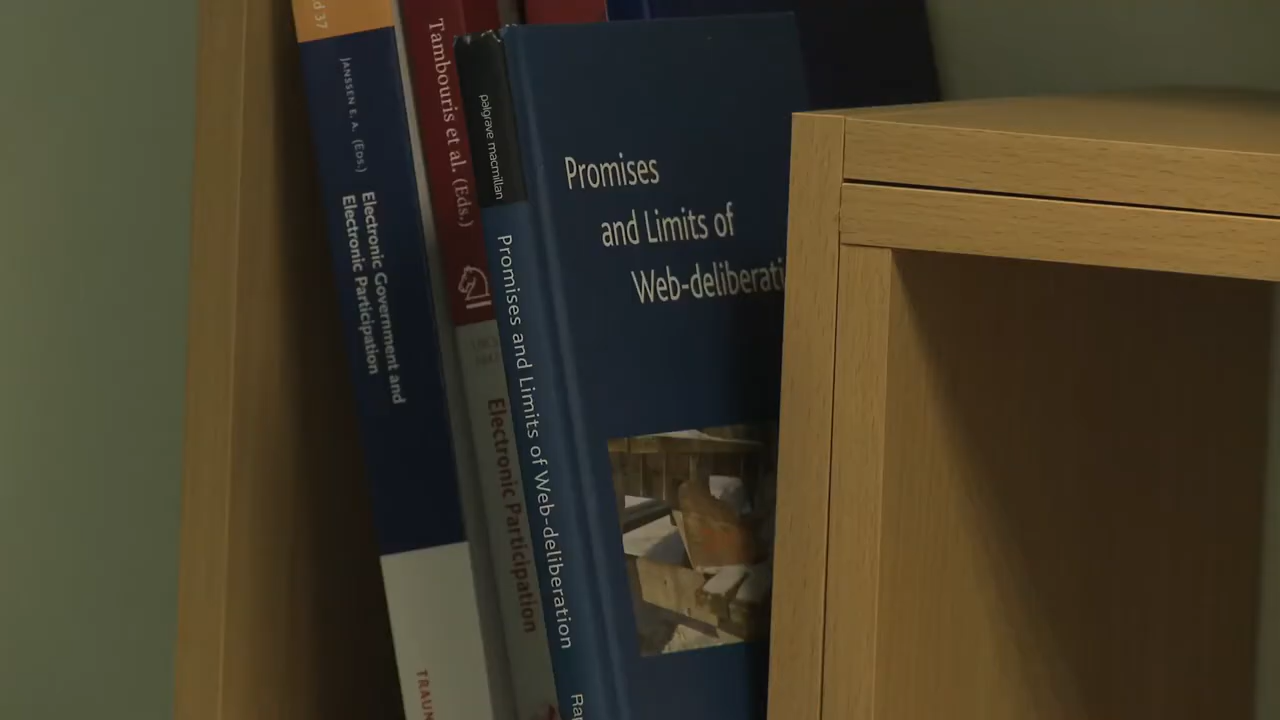 d 37
JANSSEN E. A. (EDS.)
Electronic Government and
Electronic Participation
TRAUN
Tambouris et al. (Eds.)
Electronic Participation
palgrave macmillan
Promises and Limits of Web-deliberation
Promises
and Limits of
Web-deliberati